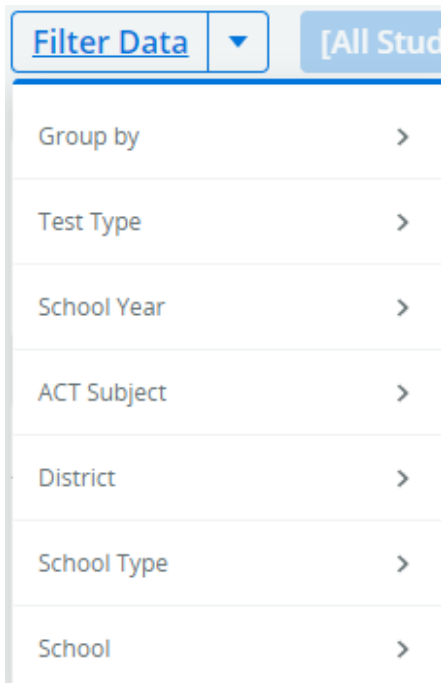 Filter Data [All Stud
Group by
Test Type
School Year
ACT Subject
District
School Type
School